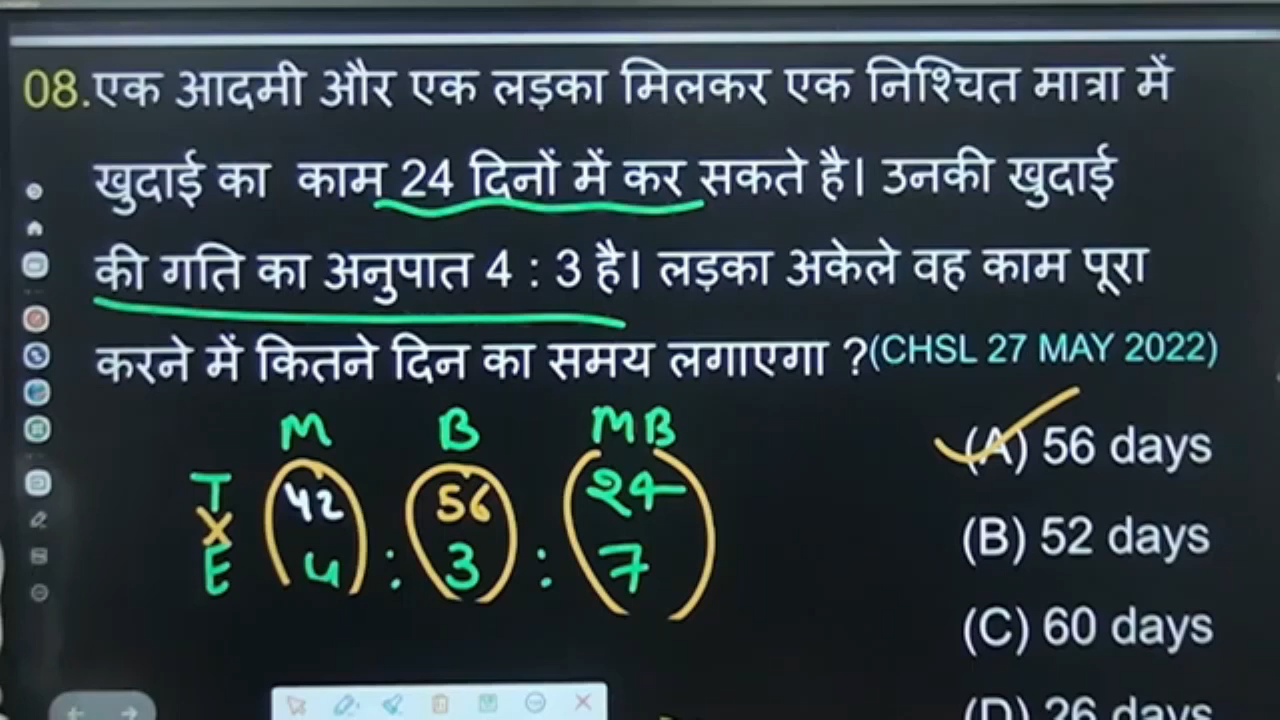 08.एक आदमी और एक लड़का मिलकर एक निश्चित मात्रा में
खुदाई का काम 24 दिनों में कर सकते है। उनकी खुदाई
की गति का अनुपात 4 : 3 है। लड़का अकेले वह काम पूरा
करने में कितने दिन का समय लगाएगा ?(CHSL 27 MAY 2022)
M B MB
T 42 56 24
X
E 4 : 3 : 7
(A) 56 days
(B) 52 days
(C) 60 days
(D) 26 days